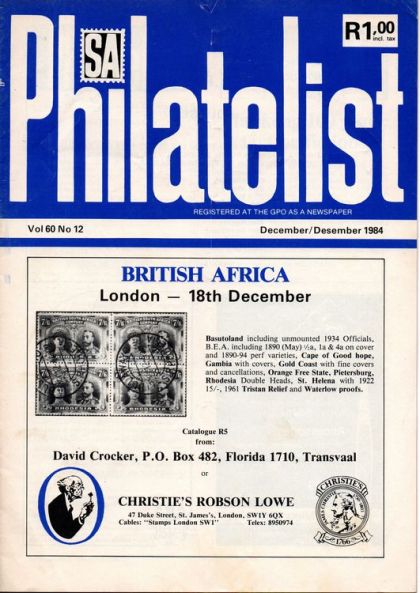 SA
R1,00
incl. tax
Philatelist
REGISTERED AT THE GPO AS A NEWSPAPER
Vol 60 No 12
December/Desember 1984
BRITISH AFRICA
London — 18th December
7/6 7/6
RHODESIA
Basutoland including unmounted 1934 Officials,
B.E.A. including 1890 (May) ½a, 1a & 4a on cover
and 1890-94 perf varieties, Cape of Good hope,
Gambia with covers, Gold Coast with fine covers
and cancellations, Orange Free State, Pietersburg,
Rhodesia Double Heads, St. Helena with 1922
15/-, 1961 Tristan Relief and Waterlow proofs.
Catalogue R5
from:
David Crocker, P.O. Box 482, Florida 1710, Transvaal
or
CHRISTIE'S ROBSON LOWE
47 Duke Street, St. James's, London, SW1Y 6QX
Cables: "Stamps London SW1" Telex: 8950974
CHRISTIE'S
1766